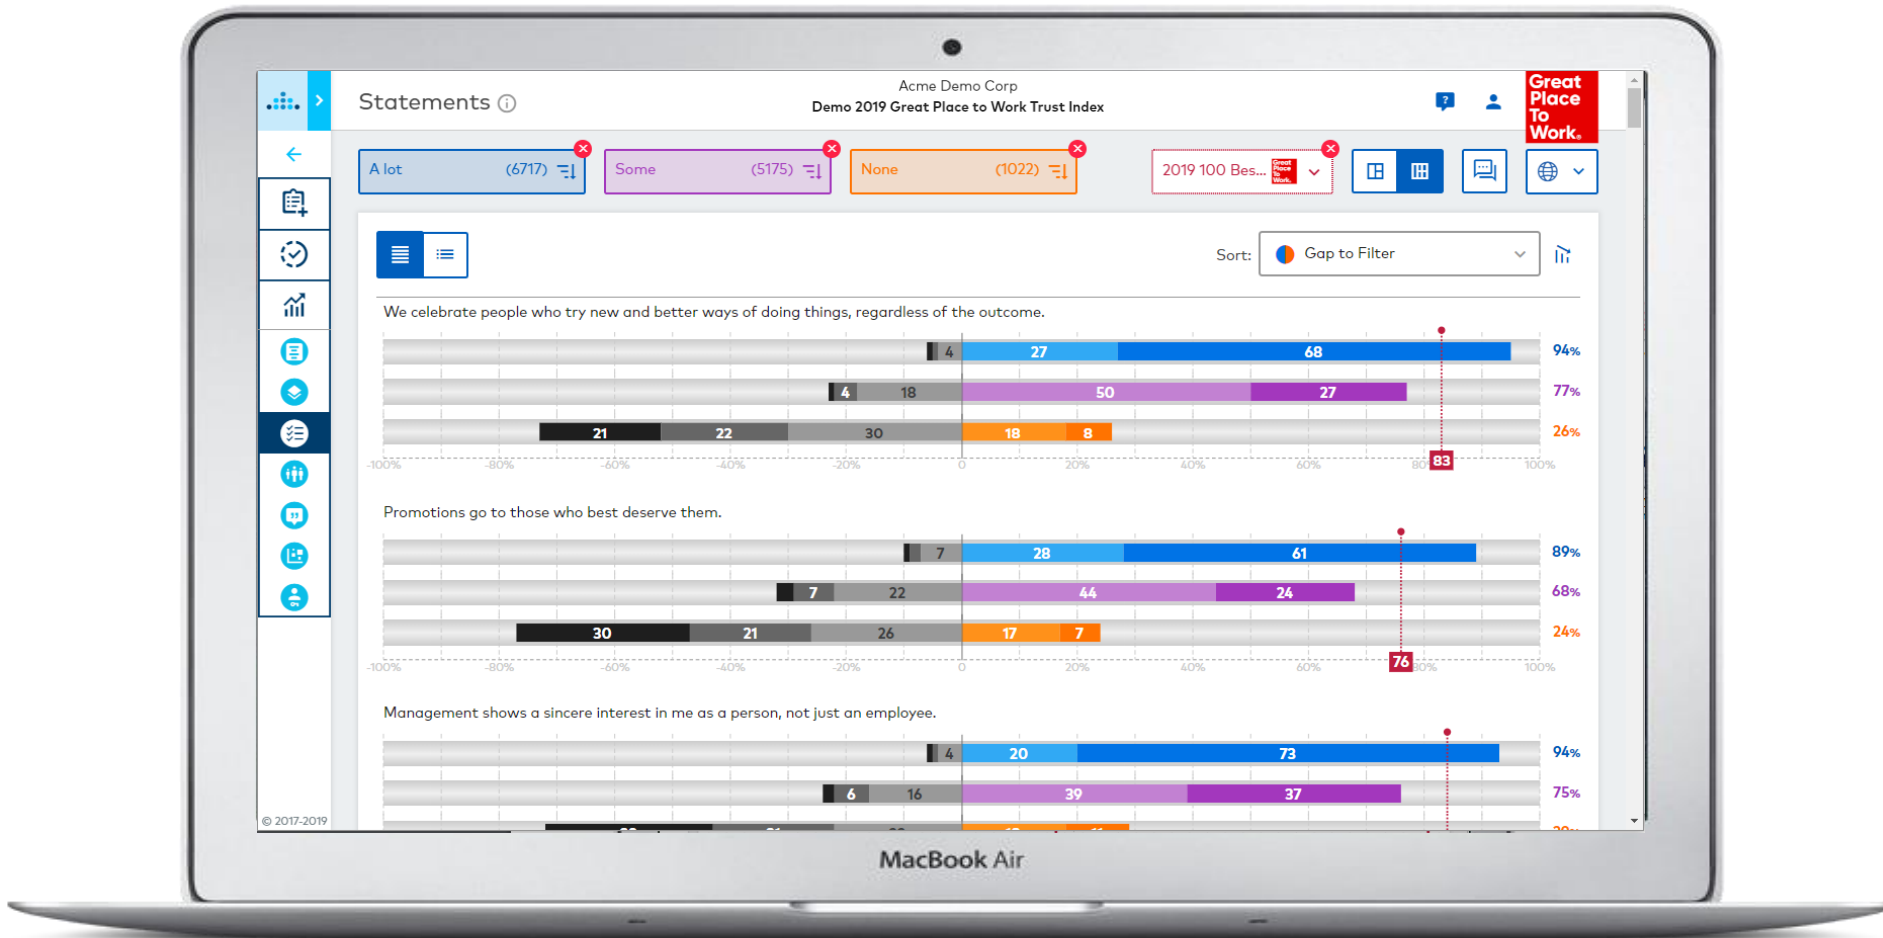 Statements
Acme Demo Corp
Demo 2019 Great Place to Work Trust Index
?
Great
Place
To
Work®
A lot (6717)
Some (5175)
None (1022)
2019 100 Bes...
Great
Place
To
Work.
Sort: Gap to Filter
We celebrate people who try new and better ways of doing things, regardless of the outcome.
4 27 68 94%
4 18 50 27 77%
21 22 30 18 8 26%
-100% -80% -60% -40% -20% 0 20% 40% 60% 80% 83 100%
Promotions go to those who best deserve them.
7 28 61 89%
7 22 44 24 68%
30 21 26 17 7 24%
-100% -80% -60% -40% -20% 0 20% 40% 60% 76 80% 100%
Management shows a sincere interest in me as a person, not just an employee.
4 20 73 94%
6 16 39 37 75%
© 2017-2019
MacBook Air